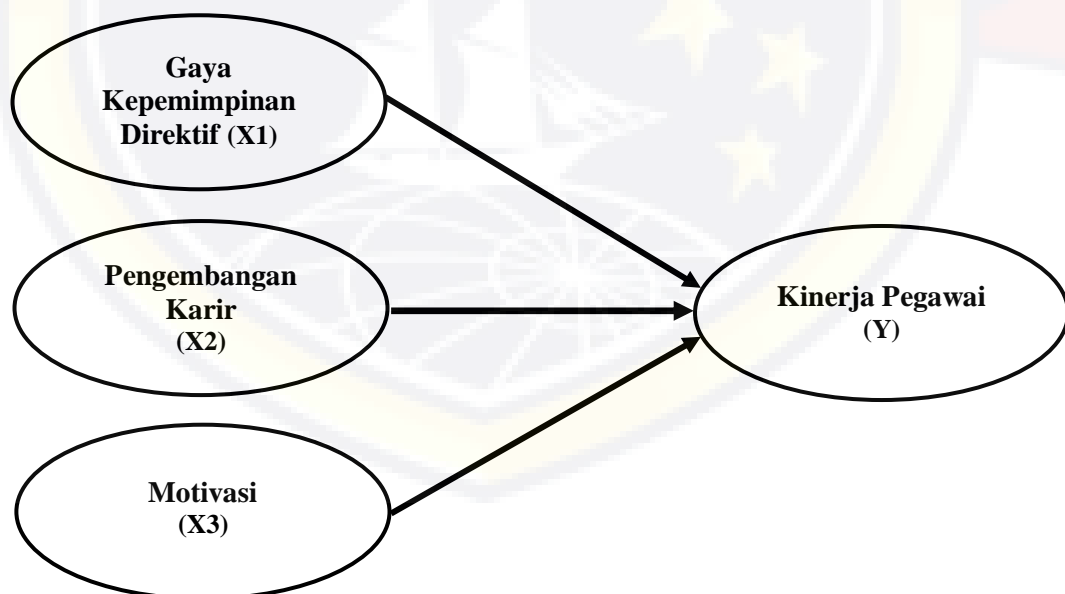 Gaya
Kepemimpinan
Direktif (X1)
Pengembangan
Karir
(X2)
Kinerja Pegawai
(Y)
Motivasi
(X3)